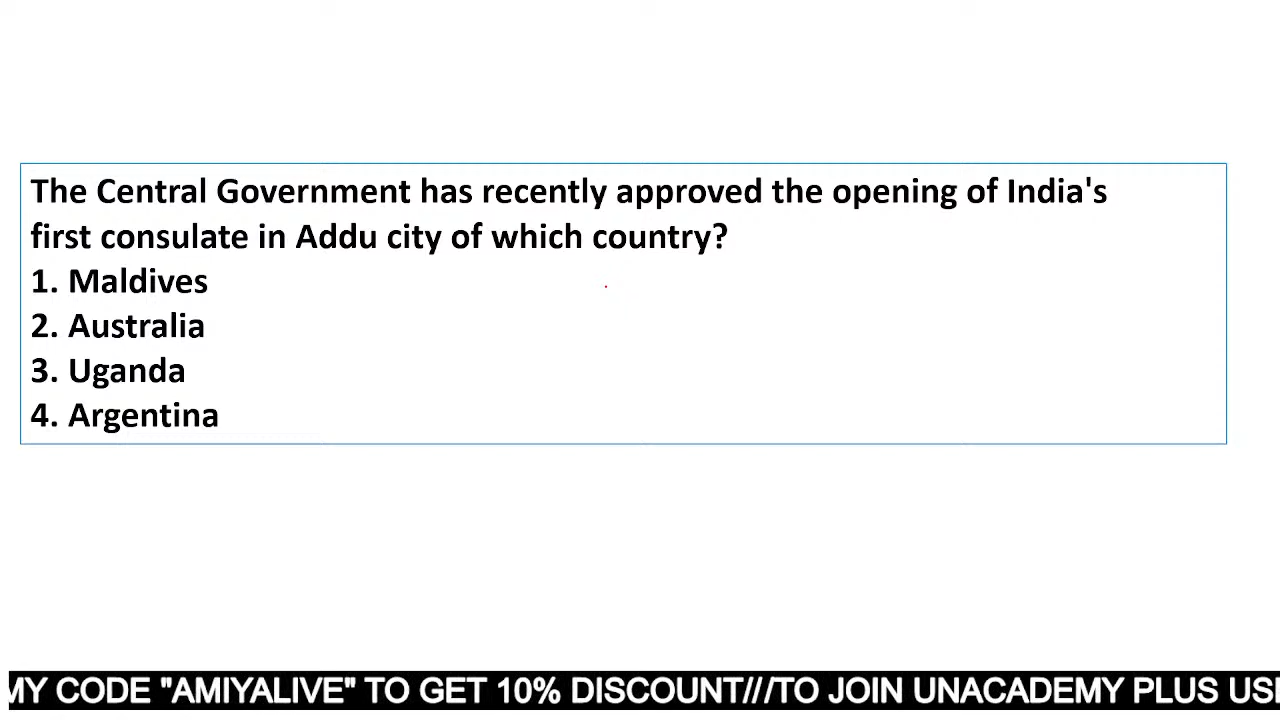 The Central Government has recently approved the opening of India's
first consulate in Addu city of which country?
1. Maldives
2. Australia
3. Uganda
4. Argentina
MY CODE "AMIYALIVE" TO GET 10% DISCOUNT///TO JOIN UNACADEMY PLUS USE